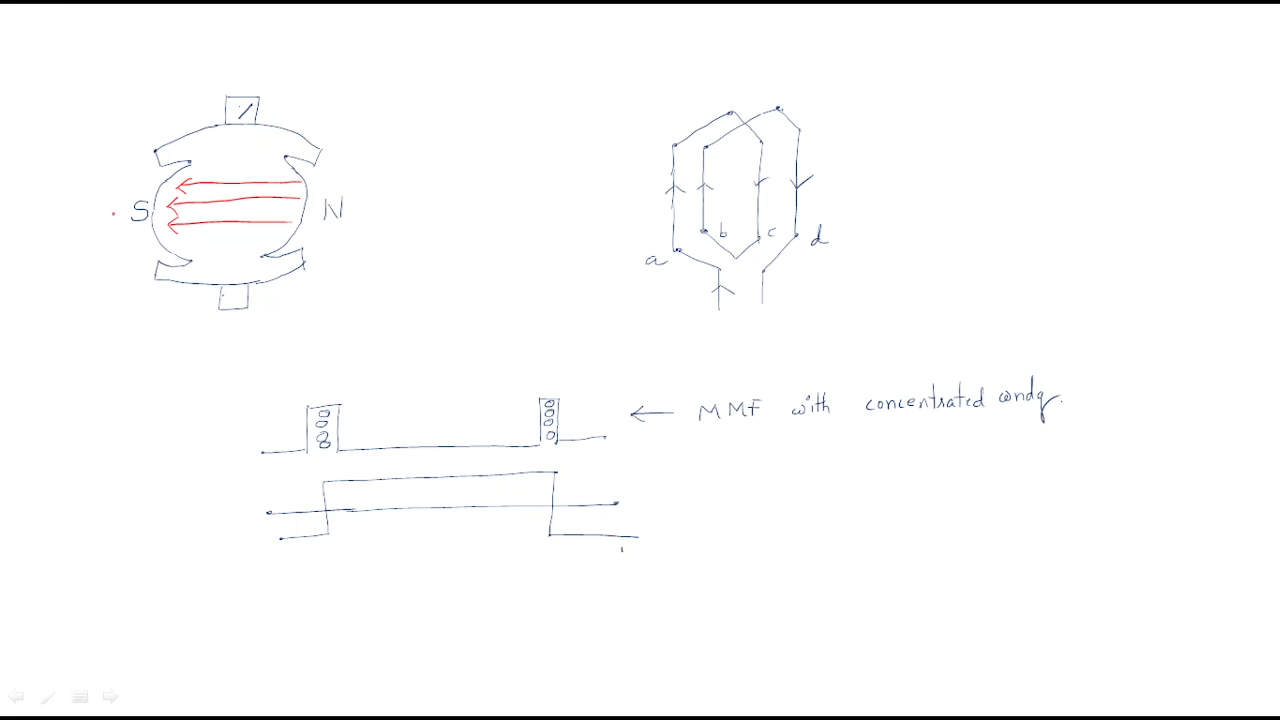 S N
a b c d
← MMF with concentrated wndg.